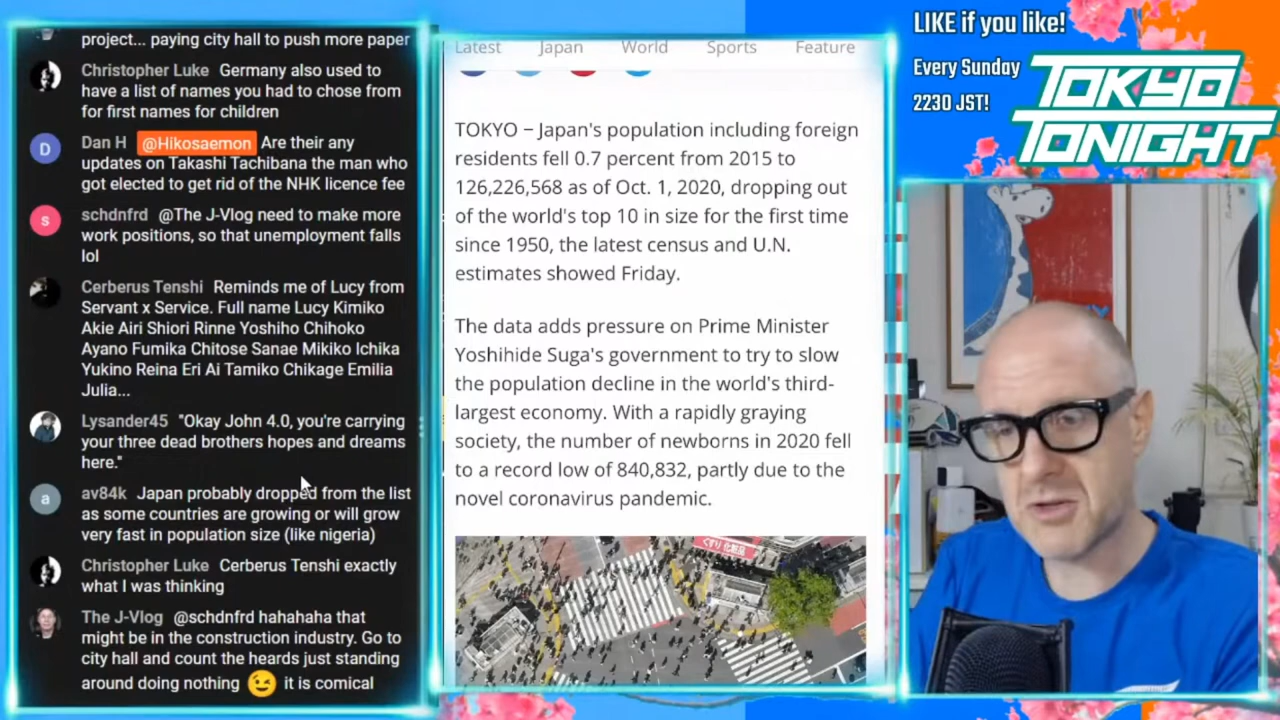 project... paying city hall to push more paper
Christopher Luke Germany also used to
have a list of names you had to chose from
for first names for children
D
Dan H @Hikosaemon Are their any
updates on Takashi Tachibana the man who
got elected to get rid of the NHK licence fee
s
schdnfrd @The J-Vlog need to make more
work positions, so that unemployment falls
lol
Cerberus Tenshi Reminds me of Lucy from
Servant x Service. Full name Lucy Kimiko
Akie Airi Shiori Rinne Yoshiho Chihoko
Ayano Fumika Chitose Sanae Mikiko Ichika
Yukino Reina Eri Ai Tamiko Chikage Emilia
Julia...
Lysander45 "Okay John 4.0, you're carrying
your three dead brothers hopes and dreams
here."
a
av84k Japan probably dropped from the list
as some countries are growing or will grow
very fast in population size (like nigeria)
Christopher Luke Cerberus Tenshi exactly
what I was thinking
The J-Vlog @schdnfrd hahahaha that
might be in the construction industry. Go to
city hall and count the heards just standing
around doing nothing 😉 it is comical
Latest Japan World Sports Feature
TOKYO – Japan's population including foreign
residents fell 0.7 percent from 2015 to
126,226,568 as of Oct. 1, 2020, dropping out
of the world's top 10 in size for the first time
since 1950, the latest census and U.N.
estimates showed Friday.
The data adds pressure on Prime Minister
Yoshihide Suga's government to try to slow
the population decline in the world's third-
largest economy. With a rapidly graying
society, the number of newborns in 2020 fell
to a record low of 840,832, partly due to the
novel coronavirus pandemic.
くすり 化粧品
LIKE if you like!
Every Sunday
2230 JST!
TOKYO
TONIGHT